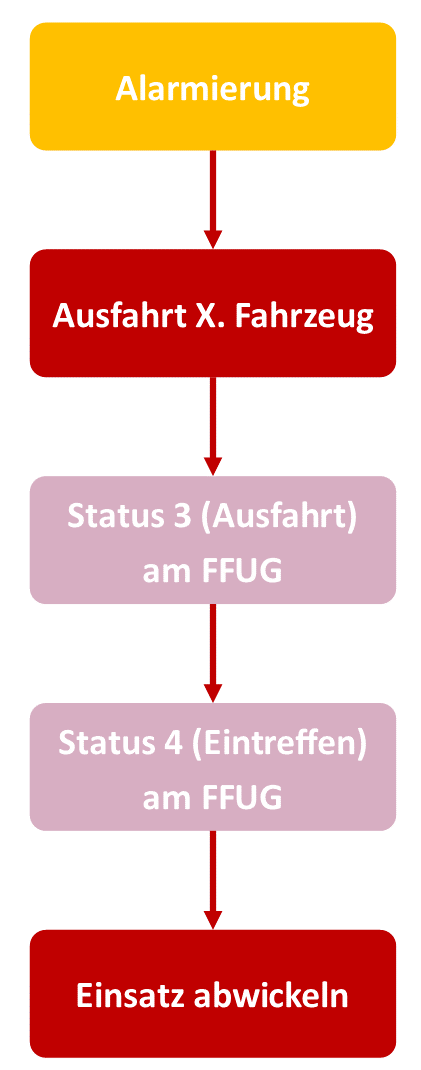 Alarmierung
Ausfahrt X. Fahrzeug
Status 3 (Ausfahrt)
am FFUG
Status 4 (Eintreffen)
am FFUG
Einsatz abwickeln